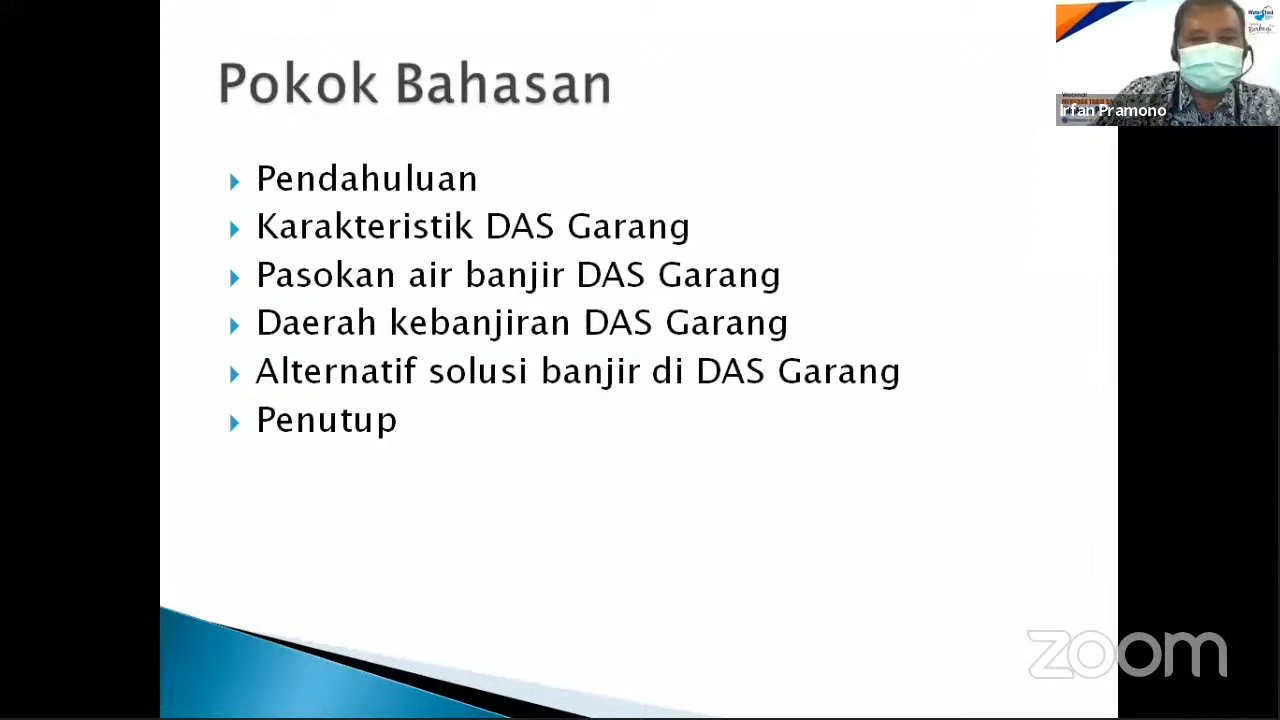 Pokok Bahasan
Pendahuluan
Karakteristik DAS Garang
Pasokan air banjir DAS Garang
Daerah kebanjiran DAS Garang
Alternatif solusi banjir di DAS Garang
Penutup
Webinar
Irfan Pramono
zoom